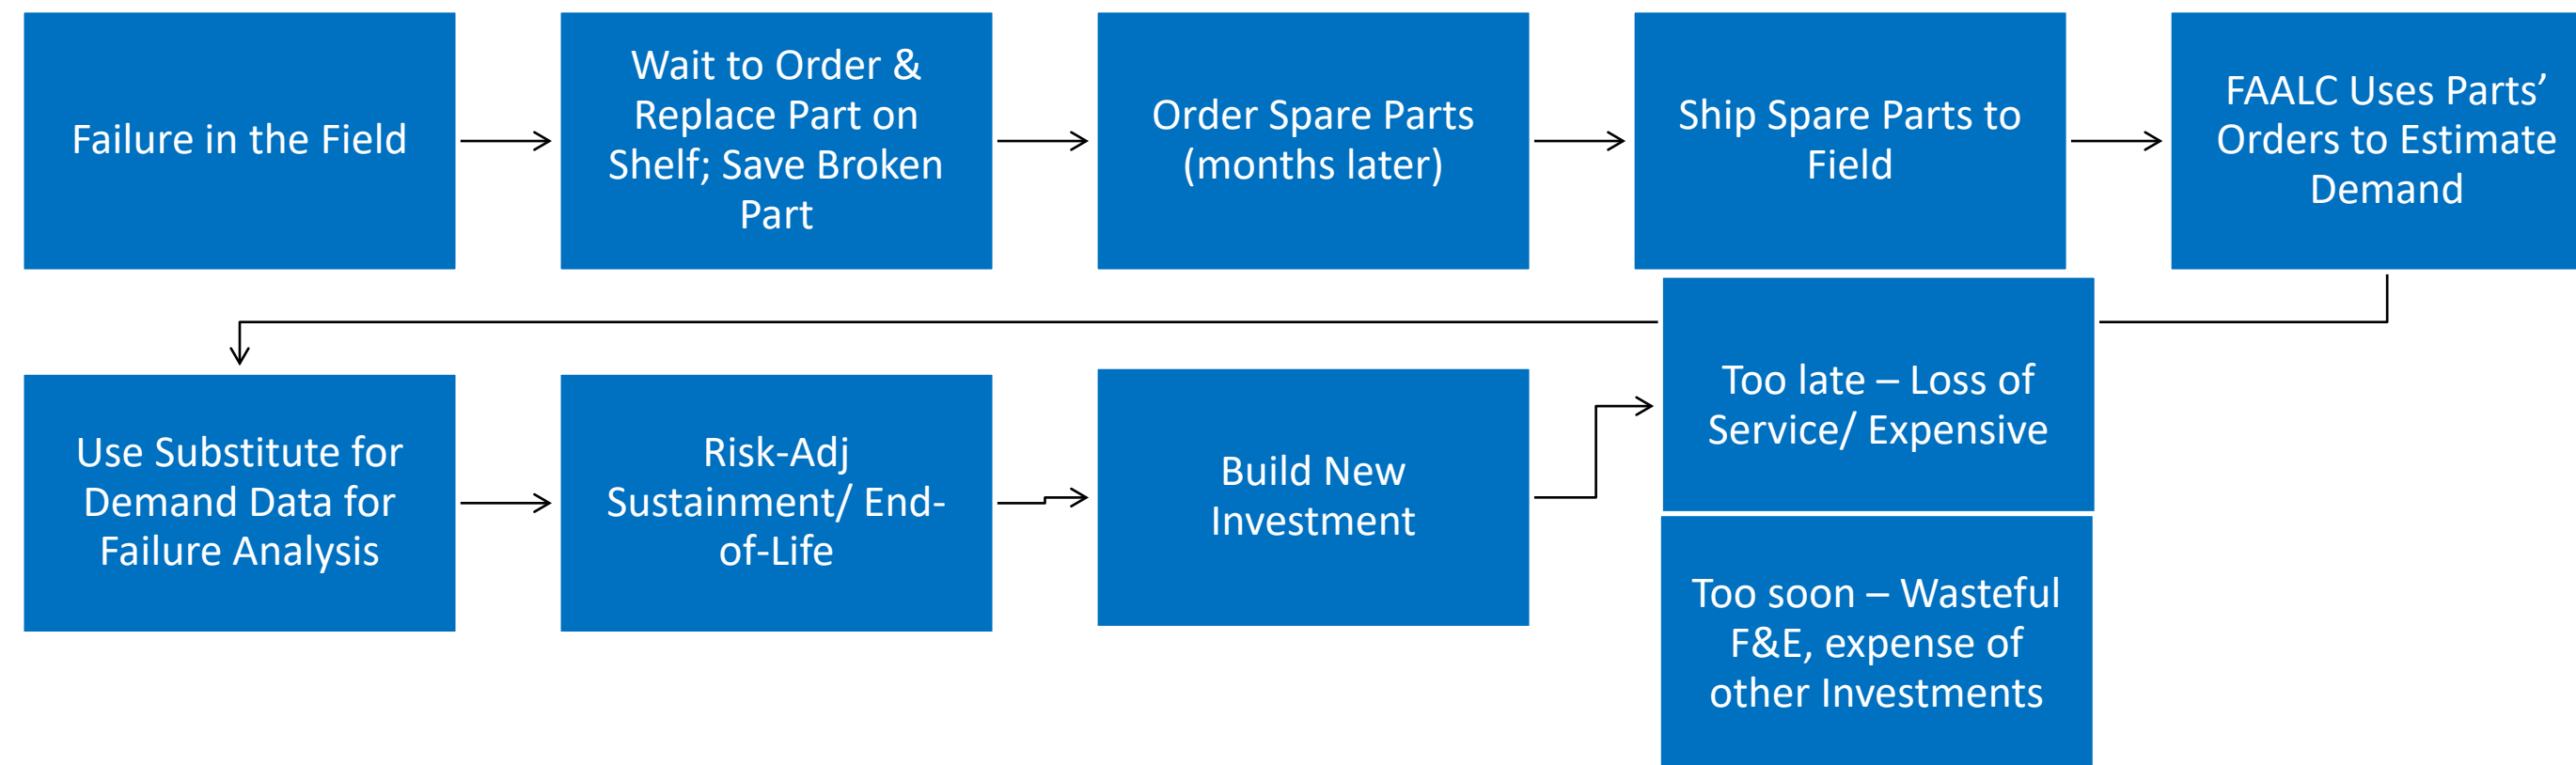 Failure in the Field
Wait to Order &
Replace Part on
Shelf; Save Broken
Part
Order Spare Parts
(months later)
Ship Spare Parts to
Field
FAALC Uses Parts’
Orders to Estimate
Demand
Use Substitute for
Demand Data for
Failure Analysis
Risk-Adj
Sustainment/ End-
of-Life
Build New
Investment
Too late – Loss of
Service/ Expensive
Too soon – Wasteful
F&E, expense of
other Investments